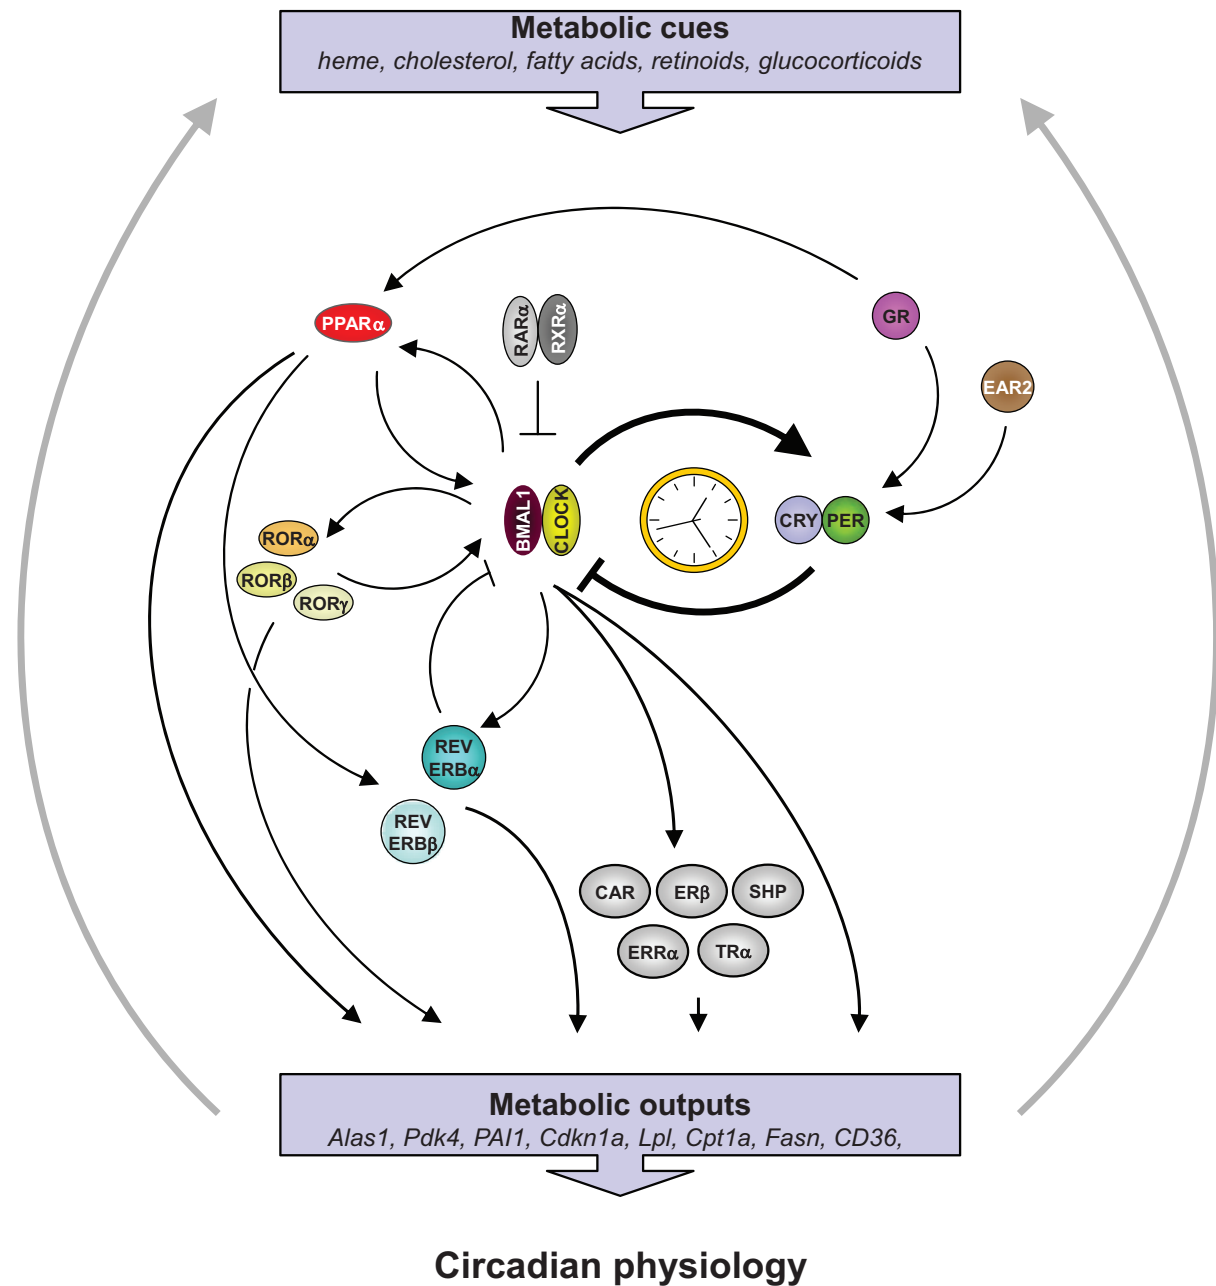 Metabolic cues
heme, cholesterol, fatty acids, retinoids, glucocorticoids
PPARα
RARα
RXRα
GR
EAR2
BMAL1
CLOCK
CRY
PER
RORα
RORβ
RORγ
REV
ERBα
REV
ERBβ
CAR
ERβ
SHP
ERRα
TRα
Metabolic outputs
Alas1, Pdk4, PAI1, Cdkn1a, Lpl, Cpt1a, Fasn, CD36,
Circadian physiology